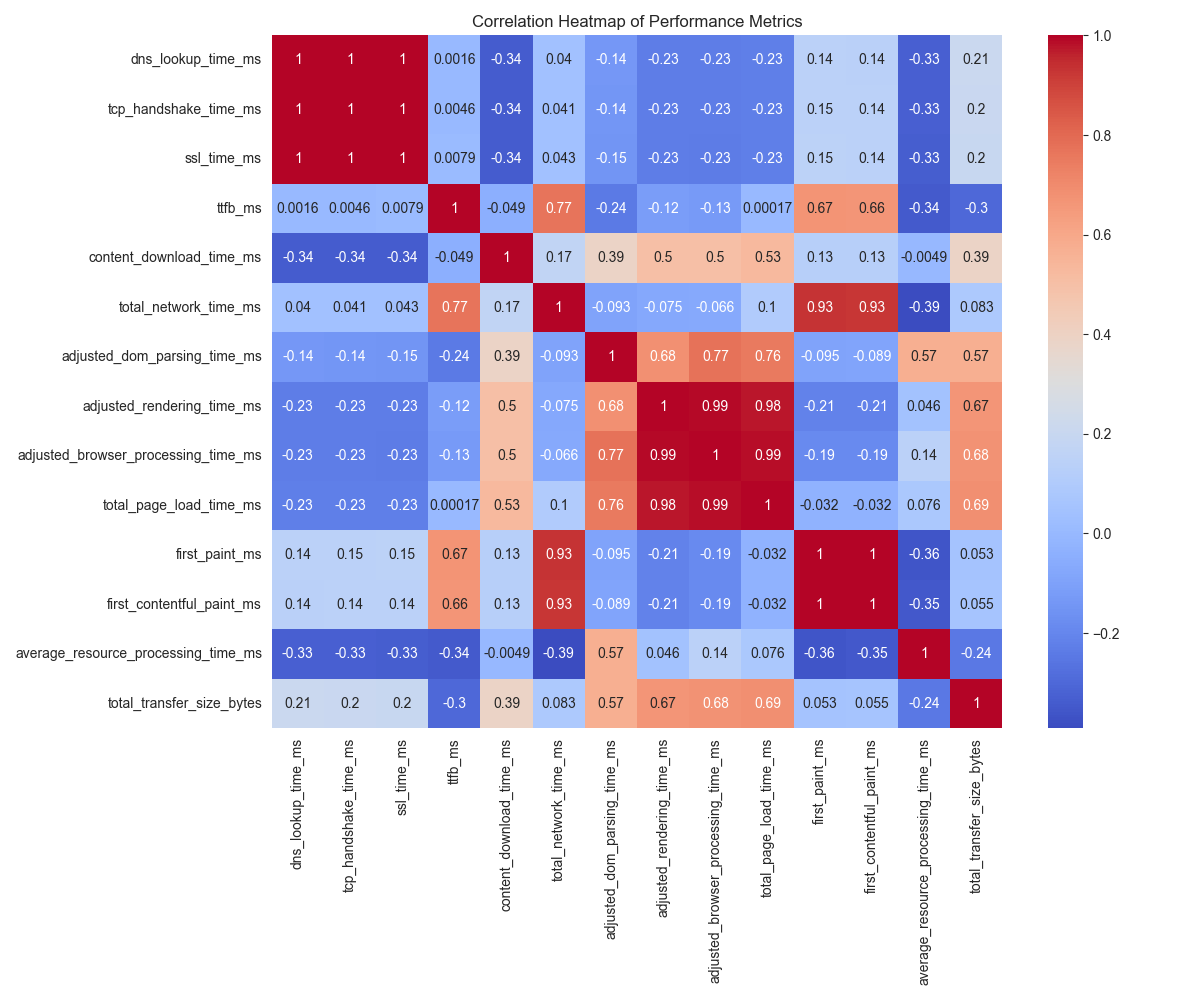 Correlation Heatmap of Performance Metrics
dns_lookup_time_ms 1 1 1 0.0016 -0.34 0.04 -0.14 -0.23 -0.23 -0.23 0.14 0.14 -0.33 0.21
tcp_handshake_time_ms 1 1 1 0.0046 -0.34 0.041 -0.14 -0.23 -0.23 -0.23 0.15 0.14 -0.33 0.2
ssl_time_ms 1 1 1 0.0079 -0.34 0.043 -0.15 -0.23 -0.23 -0.23 0.15 0.14 -0.33 0.2
ttfb_ms 0.0016 0.0046 0.0079 1 -0.049 0.77 -0.24 -0.12 -0.13 0.00017 0.67 0.66 -0.34 -0.3
content_download_time_ms -0.34 -0.34 -0.34 -0.049 1 0.17 0.39 0.5 0.5 0.53 0.13 0.13 -0.0049 0.39
total_network_time_ms 0.04 0.041 0.043 0.77 0.17 1 -0.093 -0.075 -0.066 0.1 0.93 0.93 -0.39 0.083
adjusted_dom_parsing_time_ms -0.14 -0.14 -0.15 -0.24 0.39 -0.093 1 0.68 0.77 0.76 -0.095 -0.089 0.57 0.57
adjusted_rendering_time_ms -0.23 -0.23 -0.23 -0.12 0.5 -0.075 0.68 1 0.99 0.98 -0.21 -0.21 0.046 0.67
adjusted_browser_processing_time_ms -0.23 -0.23 -0.23 -0.13 0.5 -0.066 0.77 0.99 1 0.99 -0.19 -0.19 0.14 0.68
total_page_load_time_ms -0.23 -0.23 -0.23 0.00017 0.53 0.1 0.76 0.98 0.99 1 -0.032 -0.032 0.076 0.69
first_paint_ms 0.14 0.15 0.15 0.67 0.13 0.93 -0.095 -0.21 -0.19 -0.032 1 1 -0.36 0.053
first_contentful_paint_ms 0.14 0.14 0.14 0.66 0.13 0.93 -0.089 -0.21 -0.19 -0.032 1 1 -0.35 0.055
average_resource_processing_time_ms -0.33 -0.33 -0.33 -0.34 -0.0049 -0.39 0.57 0.046 0.14 0.076 -0.36 -0.35 1 -0.24
total_transfer_size_bytes 0.21 0.2 0.2 -0.3 0.39 0.083 0.57 0.67 0.68 0.69 0.053 0.055 -0.24 1
dns_lookup_time_ms
tcp_handshake_time_ms
ssl_time_ms
ttfb_ms
content_download_time_ms
total_network_time_ms
adjusted_dom_parsing_time_ms
adjusted_rendering_time_ms
adjusted_browser_processing_time_ms
total_page_load_time_ms
first_paint_ms
first_contentful_paint_ms
average_resource_processing_time_ms
total_transfer_size_bytes
1.0
0.8
0.6
0.4
0.2
0.0
−0.2